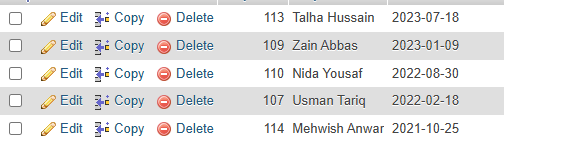 Edit Copy Delete 113 Talha Hussain 2023-07-18
Edit Copy Delete 109 Zain Abbas 2023-01-09
Edit Copy Delete 110 Nida Yousaf 2022-08-30
Edit Copy Delete 107 Usman Tariq 2022-02-18
Edit Copy Delete 114 Mehwish Anwar 2021-10-25